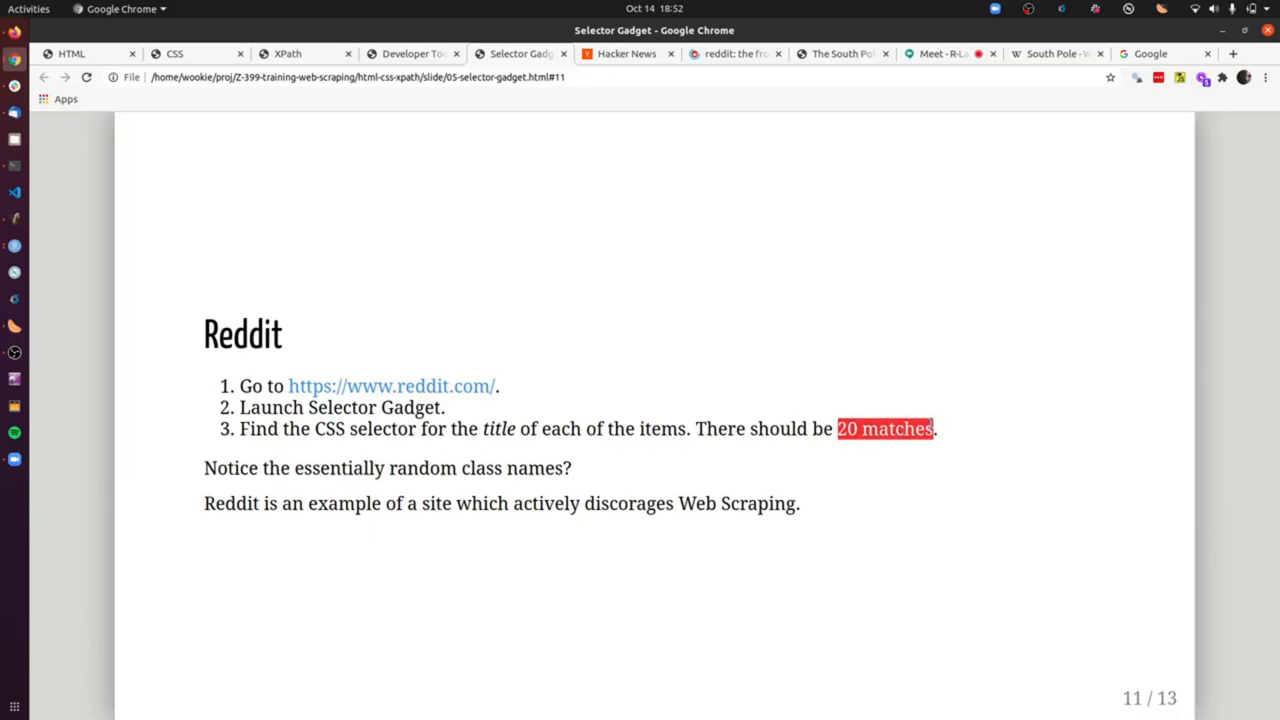 Activities
Google Chrome
Oct 14 18:52
Selector Gadget - Google Chrome
HTML
CSS
XPath
Developer Too
Selector Gadg
Hacker News
reddit: the fro
The South Pol
Meet - R-La
South Pole - W
Google
File
/home/wookie/proj/Z-399-training-web-scraping/html-css-xpath/slide/05-selector-gadget.html#11
Apps
Reddit
1. Go to https://www.reddit.com/.
2. Launch Selector Gadget.
3. Find the CSS selector for the title of each of the items. There should be 20 matches.
Notice the essentially random class names?
Reddit is an example of a site which actively discorages Web Scraping.
11 / 13